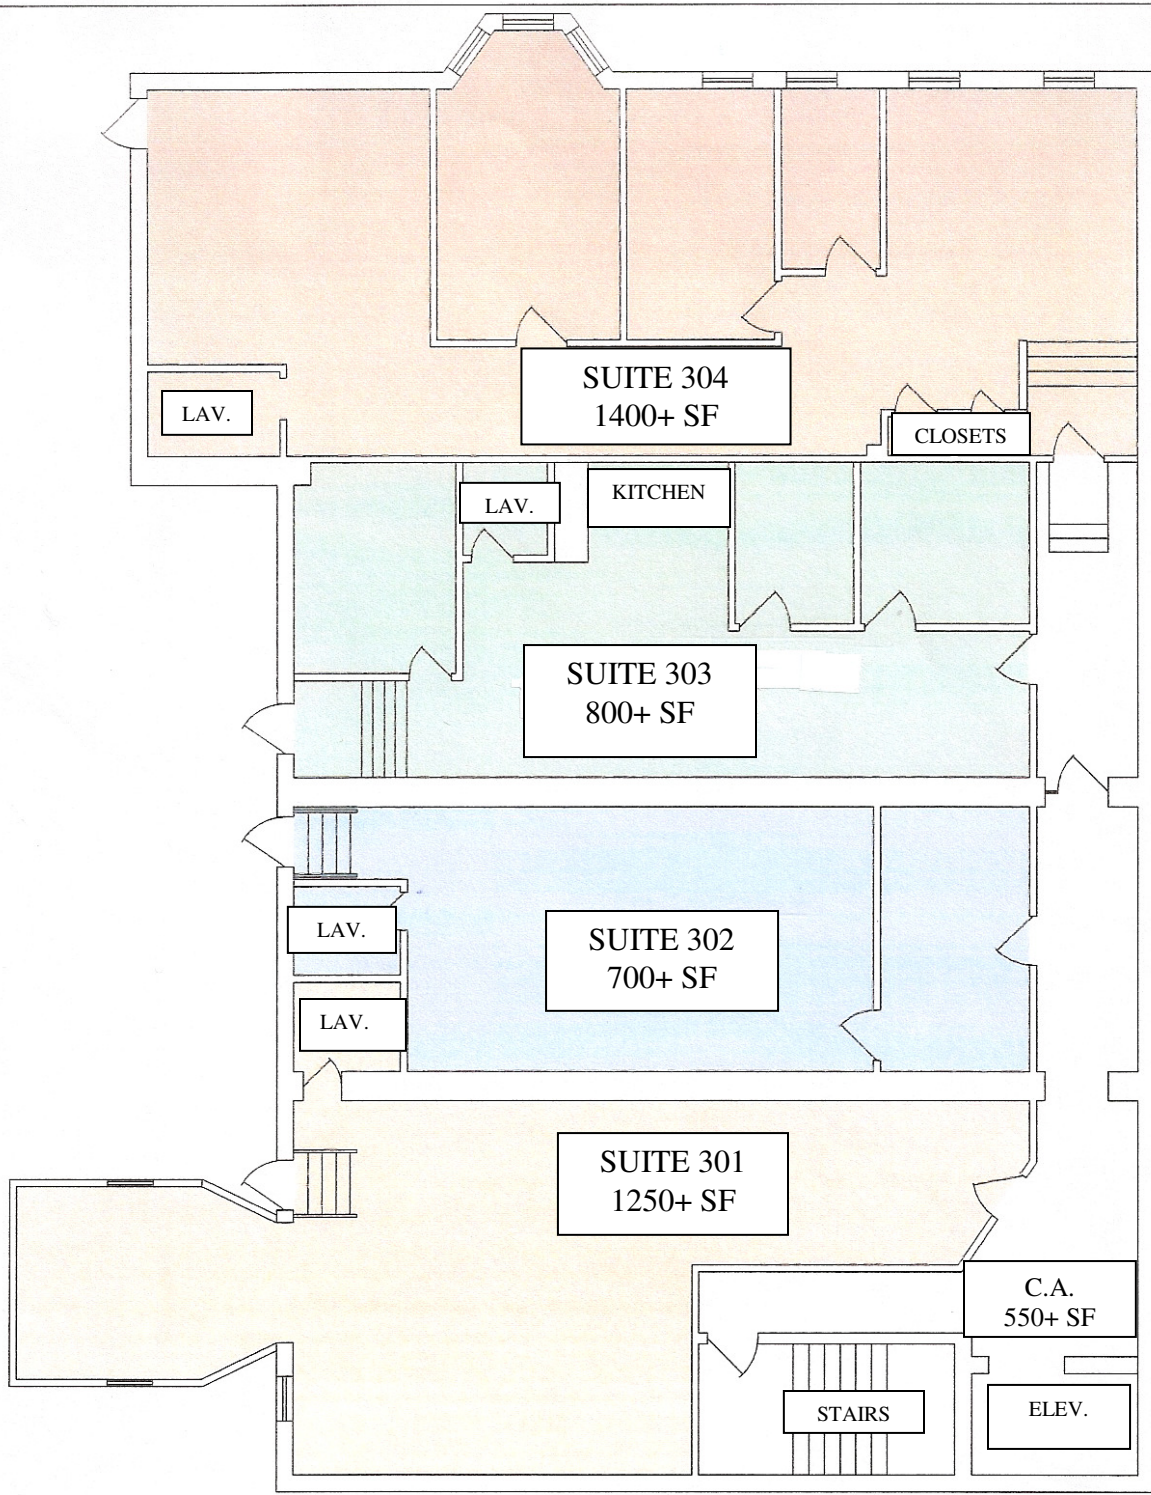 SUITE 304
1400+ SF
LAV.
CLOSETS
LAV.
KITCHEN
SUITE 303
800+ SF
LAV.
SUITE 302
700+ SF
LAV.
SUITE 301
1250+ SF
C.A.
550+ SF
STAIRS
ELEV.